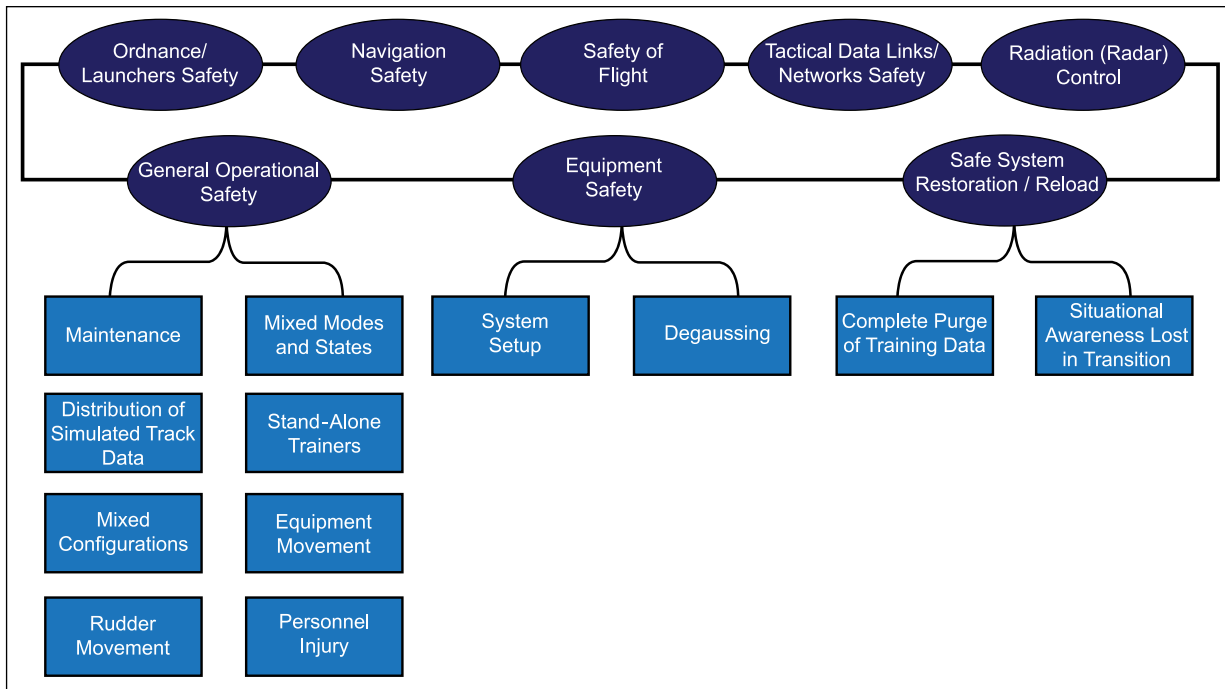 Ordnance/
Launchers Safety
Navigation
Safety
Safety of
Flight
Tactical Data Links/
Networks Safety
Radiation (Radar)
Control
General Operational
Safety
Equipment
Safety
Safe System
Restoration / Reload
Maintenance
Mixed Modes
and States
System
Setup
Degaussing
Complete Purge
of Training Data
Situational
Awareness Lost
in Transition
Distribution of
Simulated Track
Data
Stand-Alone
Trainers
Mixed
Configurations
Equipment
Movement
Rudder
Movement
Personnel
Injury